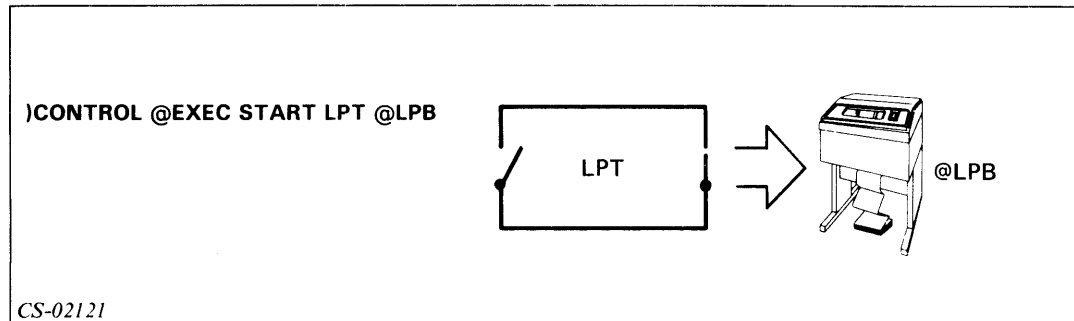 )CONTROL @EXEC START LPT @LPB
LPT
@LPB
CS-02121